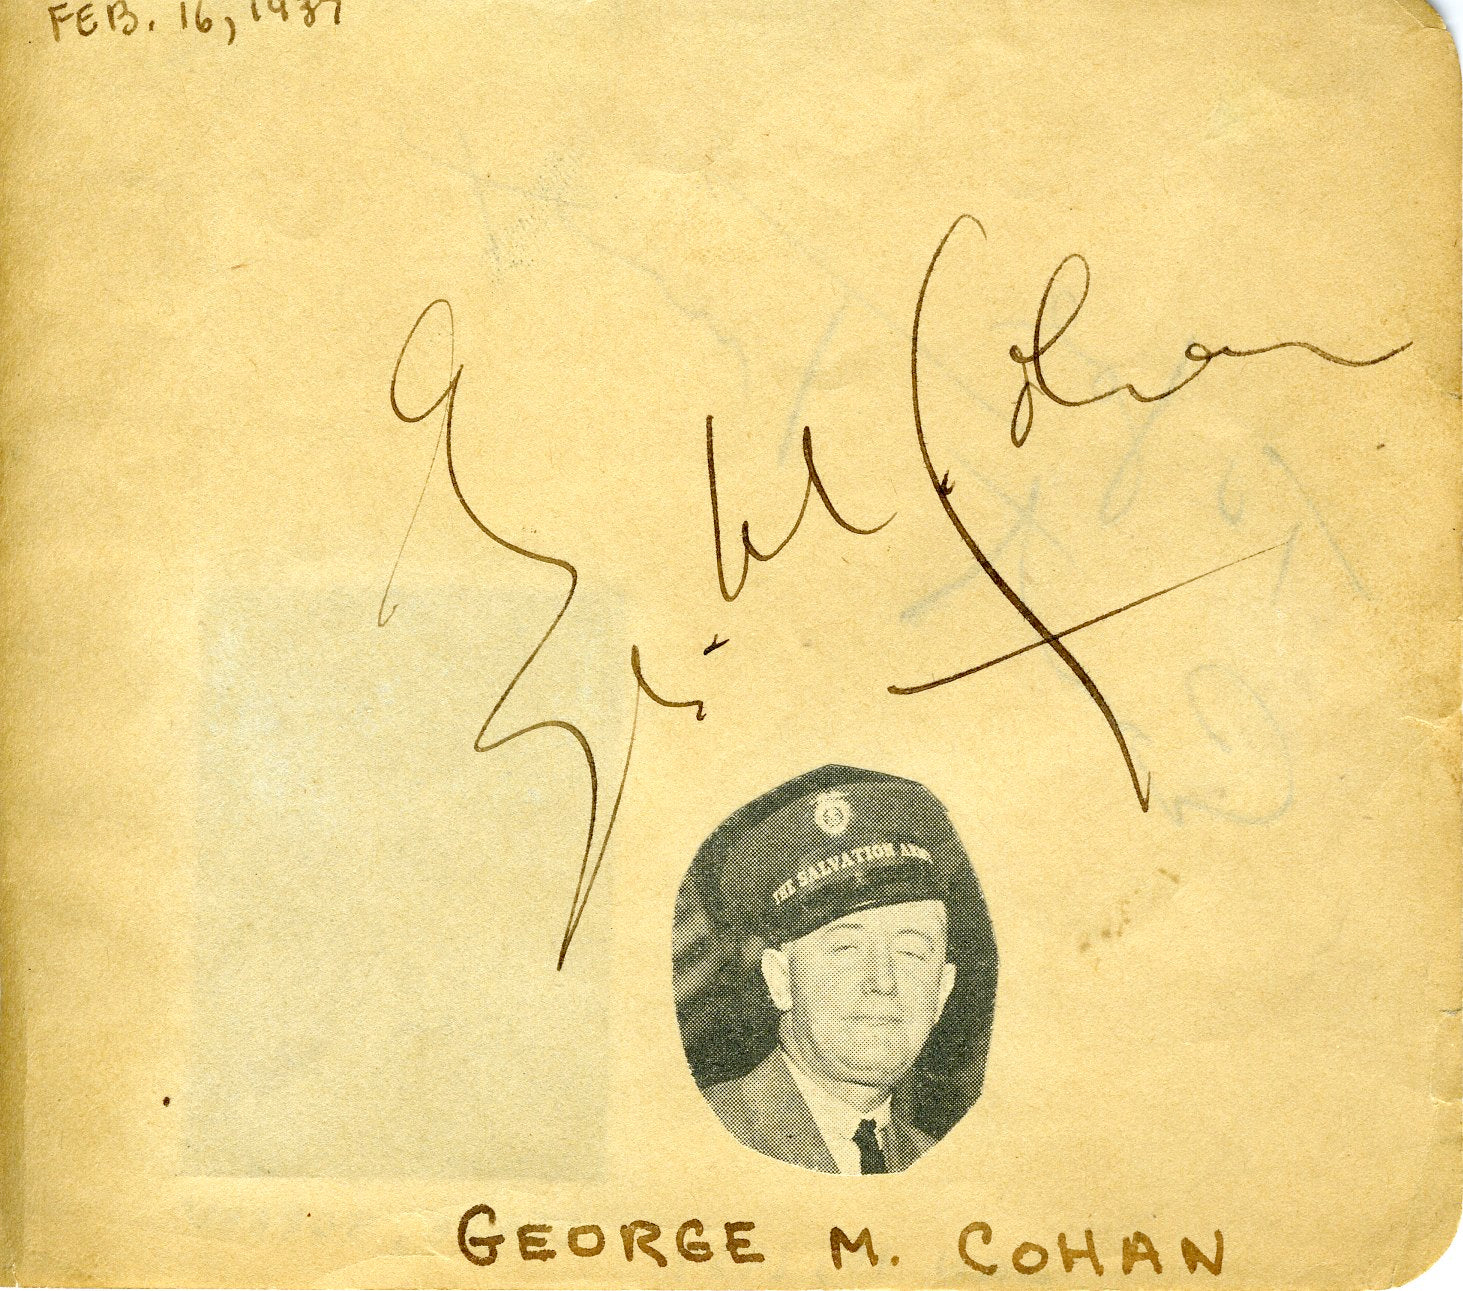 FEB. 16, 1937
Geo. M. Cohan
THE SALVATION ARMY
GEORGE M. COHAN